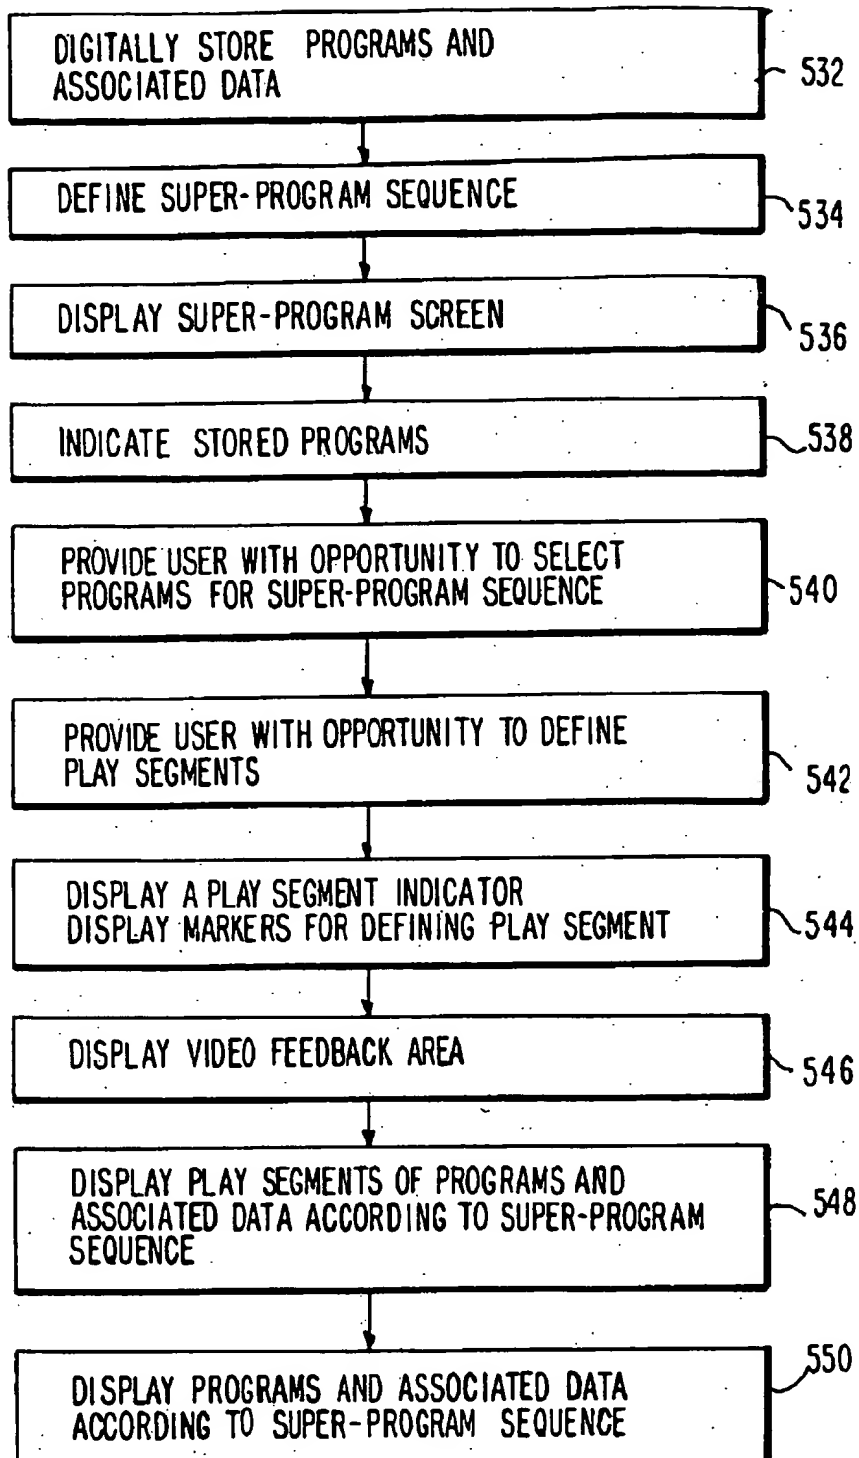 DIGITALLY STORE PROGRAMS AND
ASSOCIATED DATA
532
DEFINE SUPER-PROGRAM SEQUENCE
534
DISPLAY SUPER-PROGRAM SCREEN
536
INDICATE STORED PROGRAMS
538
PROVIDE USER WITH OPPORTUNITY TO SELECT
PROGRAMS FOR SUPER-PROGRAM SEQUENCE
540
PROVIDE USER WITH OPPORTUNITY TO DEFINE
PLAY SEGMENTS
542
DISPLAY A PLAY SEGMENT INDICATOR
DISPLAY MARKERS FOR DEFINING PLAY SEGMENT
544
DISPLAY VIDEO FEEDBACK AREA
546
DISPLAY PLAY SEGMENTS OF PROGRAMS AND
ASSOCIATED DATA ACCORDING TO SUPER-PROGRAM
SEQUENCE
548
DISPLAY PROGRAMS AND ASSOCIATED DATA
ACCORDING TO SUPER-PROGRAM SEQUENCE
550